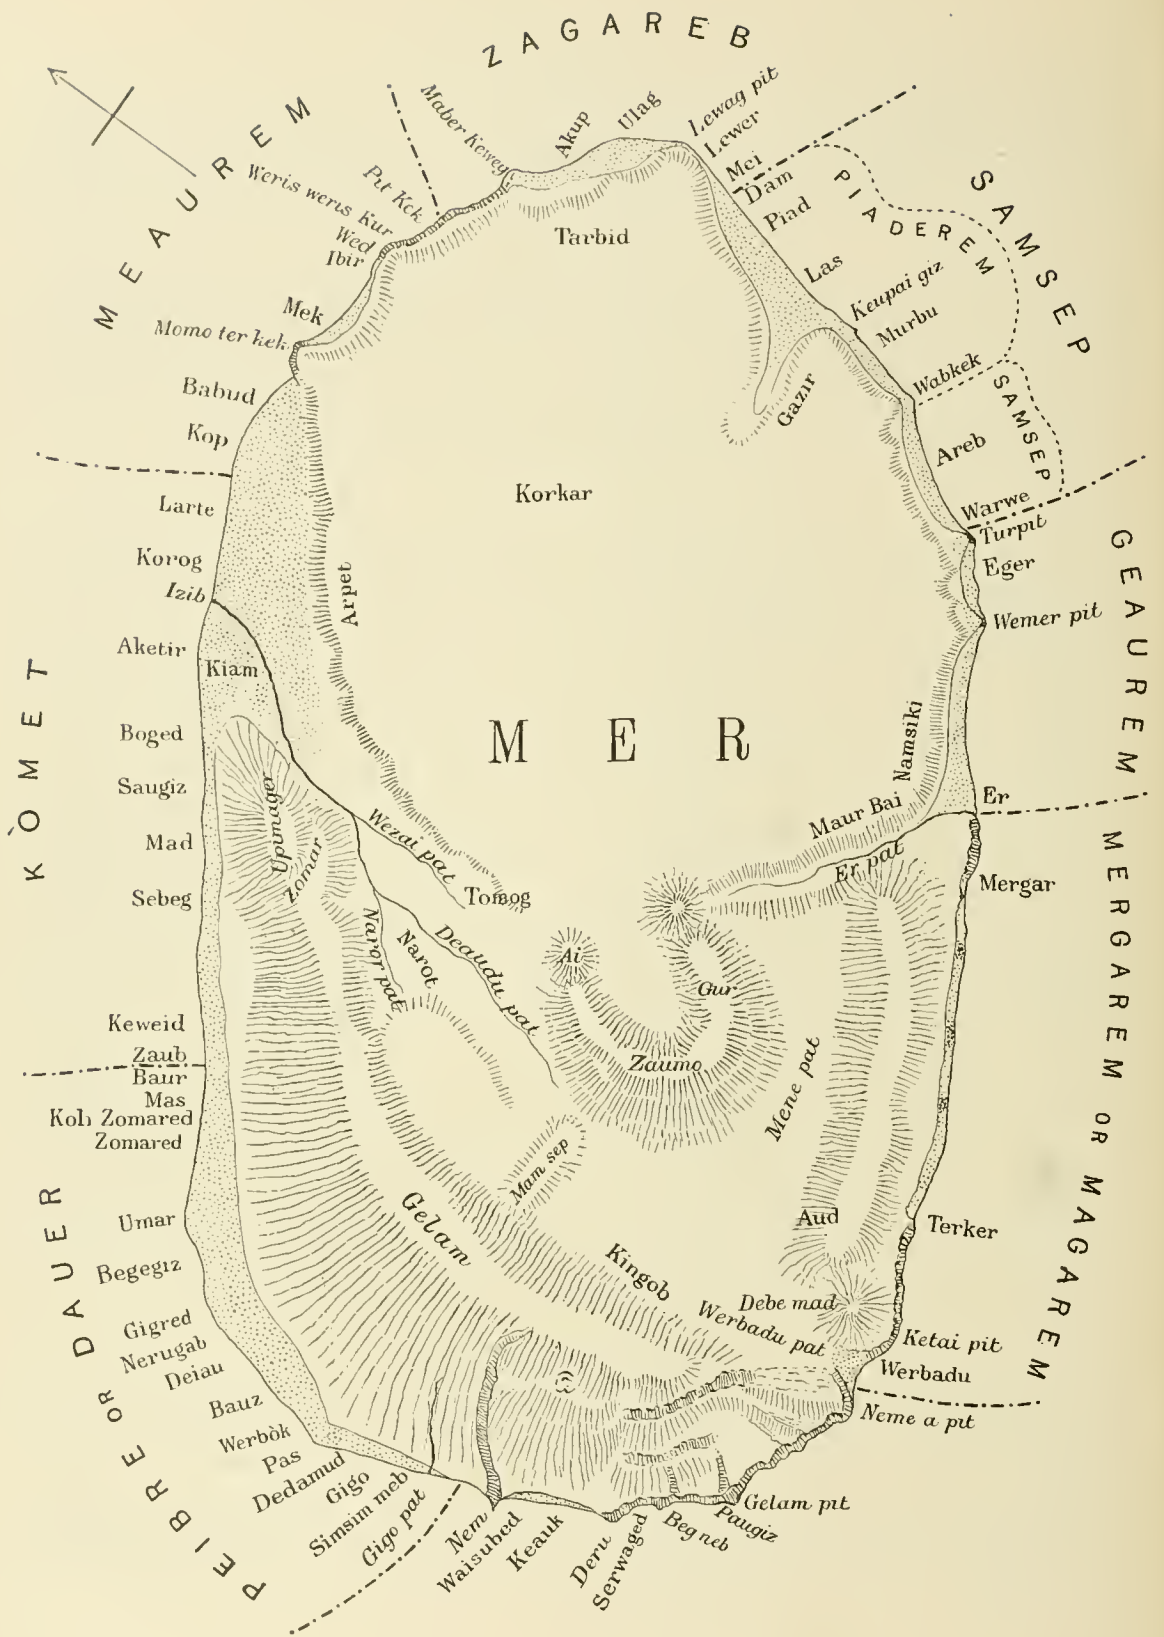 ZAGAREB
MEAUREM
SAMSEP
PIADEREM
SAMSEP
GEAUREM
MERGAREM OR MAGAREM
KÒMET
PEIBRE OR DAUER
Maber Kewey
Akup
Ulag
Lewag pit
Lewer
Mei
Dam
Piad
Las
Keupai giz
Murbu
Wabkek
Areb
Warwe
Turpit
Eger
Wemer pit
Er
Mergar
Terker
Ketai pit
Werbadu
Neme a pit
Gelam pit
Paugiz
Beg neb
Serwaged
Deru
Keauk
Waisubed
Nem
Gigo pat
Simsim meb
Gigo
Dedamud
Pas
Werbòk
Bauz
Deiau
Nerugab
Gigred
Begegiz
Umar
Zomared
Kob Zomared
Mas
Baur
Zaub
Keweid
Sebeg
Mad
Saugiz
Boged
Aketir
Izib
Korog
Larte
Kop
Babud
Momo ter kek
Mek
Ibir
Wed
Weris weris Kur
Pit Kek
Tarbid
Gazir
Korkar
Arpet
Kiam
MER
Namsiki
Maur Bai
Er pat
Upimager
Zomar
Wezai pat
Tomog
Naror pat
Narot
Deaudu pat
Ai
Gur
Zaumo
Mene pat
Mam sep
Aud
Gelam
Kingob
Debe mad
Werbadu pat